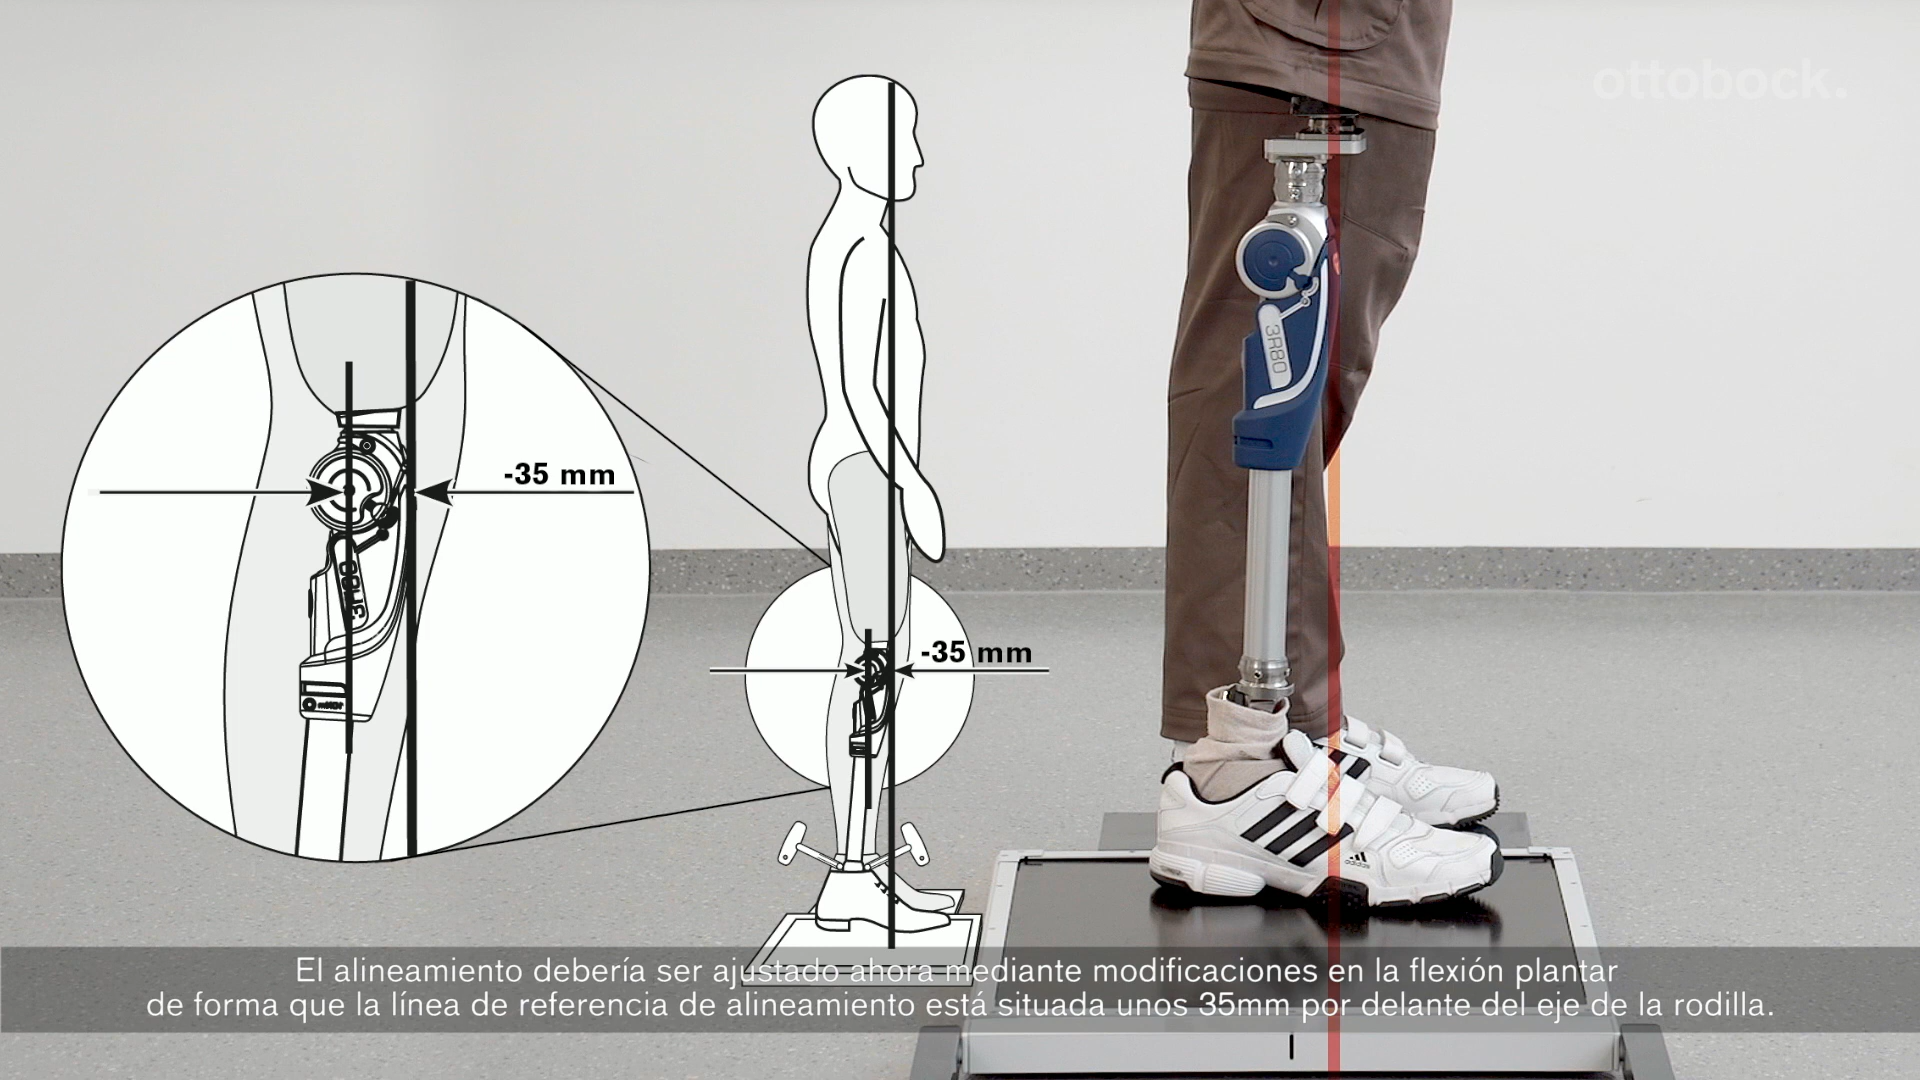 ottobock.
-35 mm
-35 mm
3R80
3R80
adidas
El alineamiento debería ser ajustado ahora mediante modificaciones en la flexión plantar
de forma que la línea de referencia de alineamiento está situada unos 35mm por delante del eje de la rodilla.